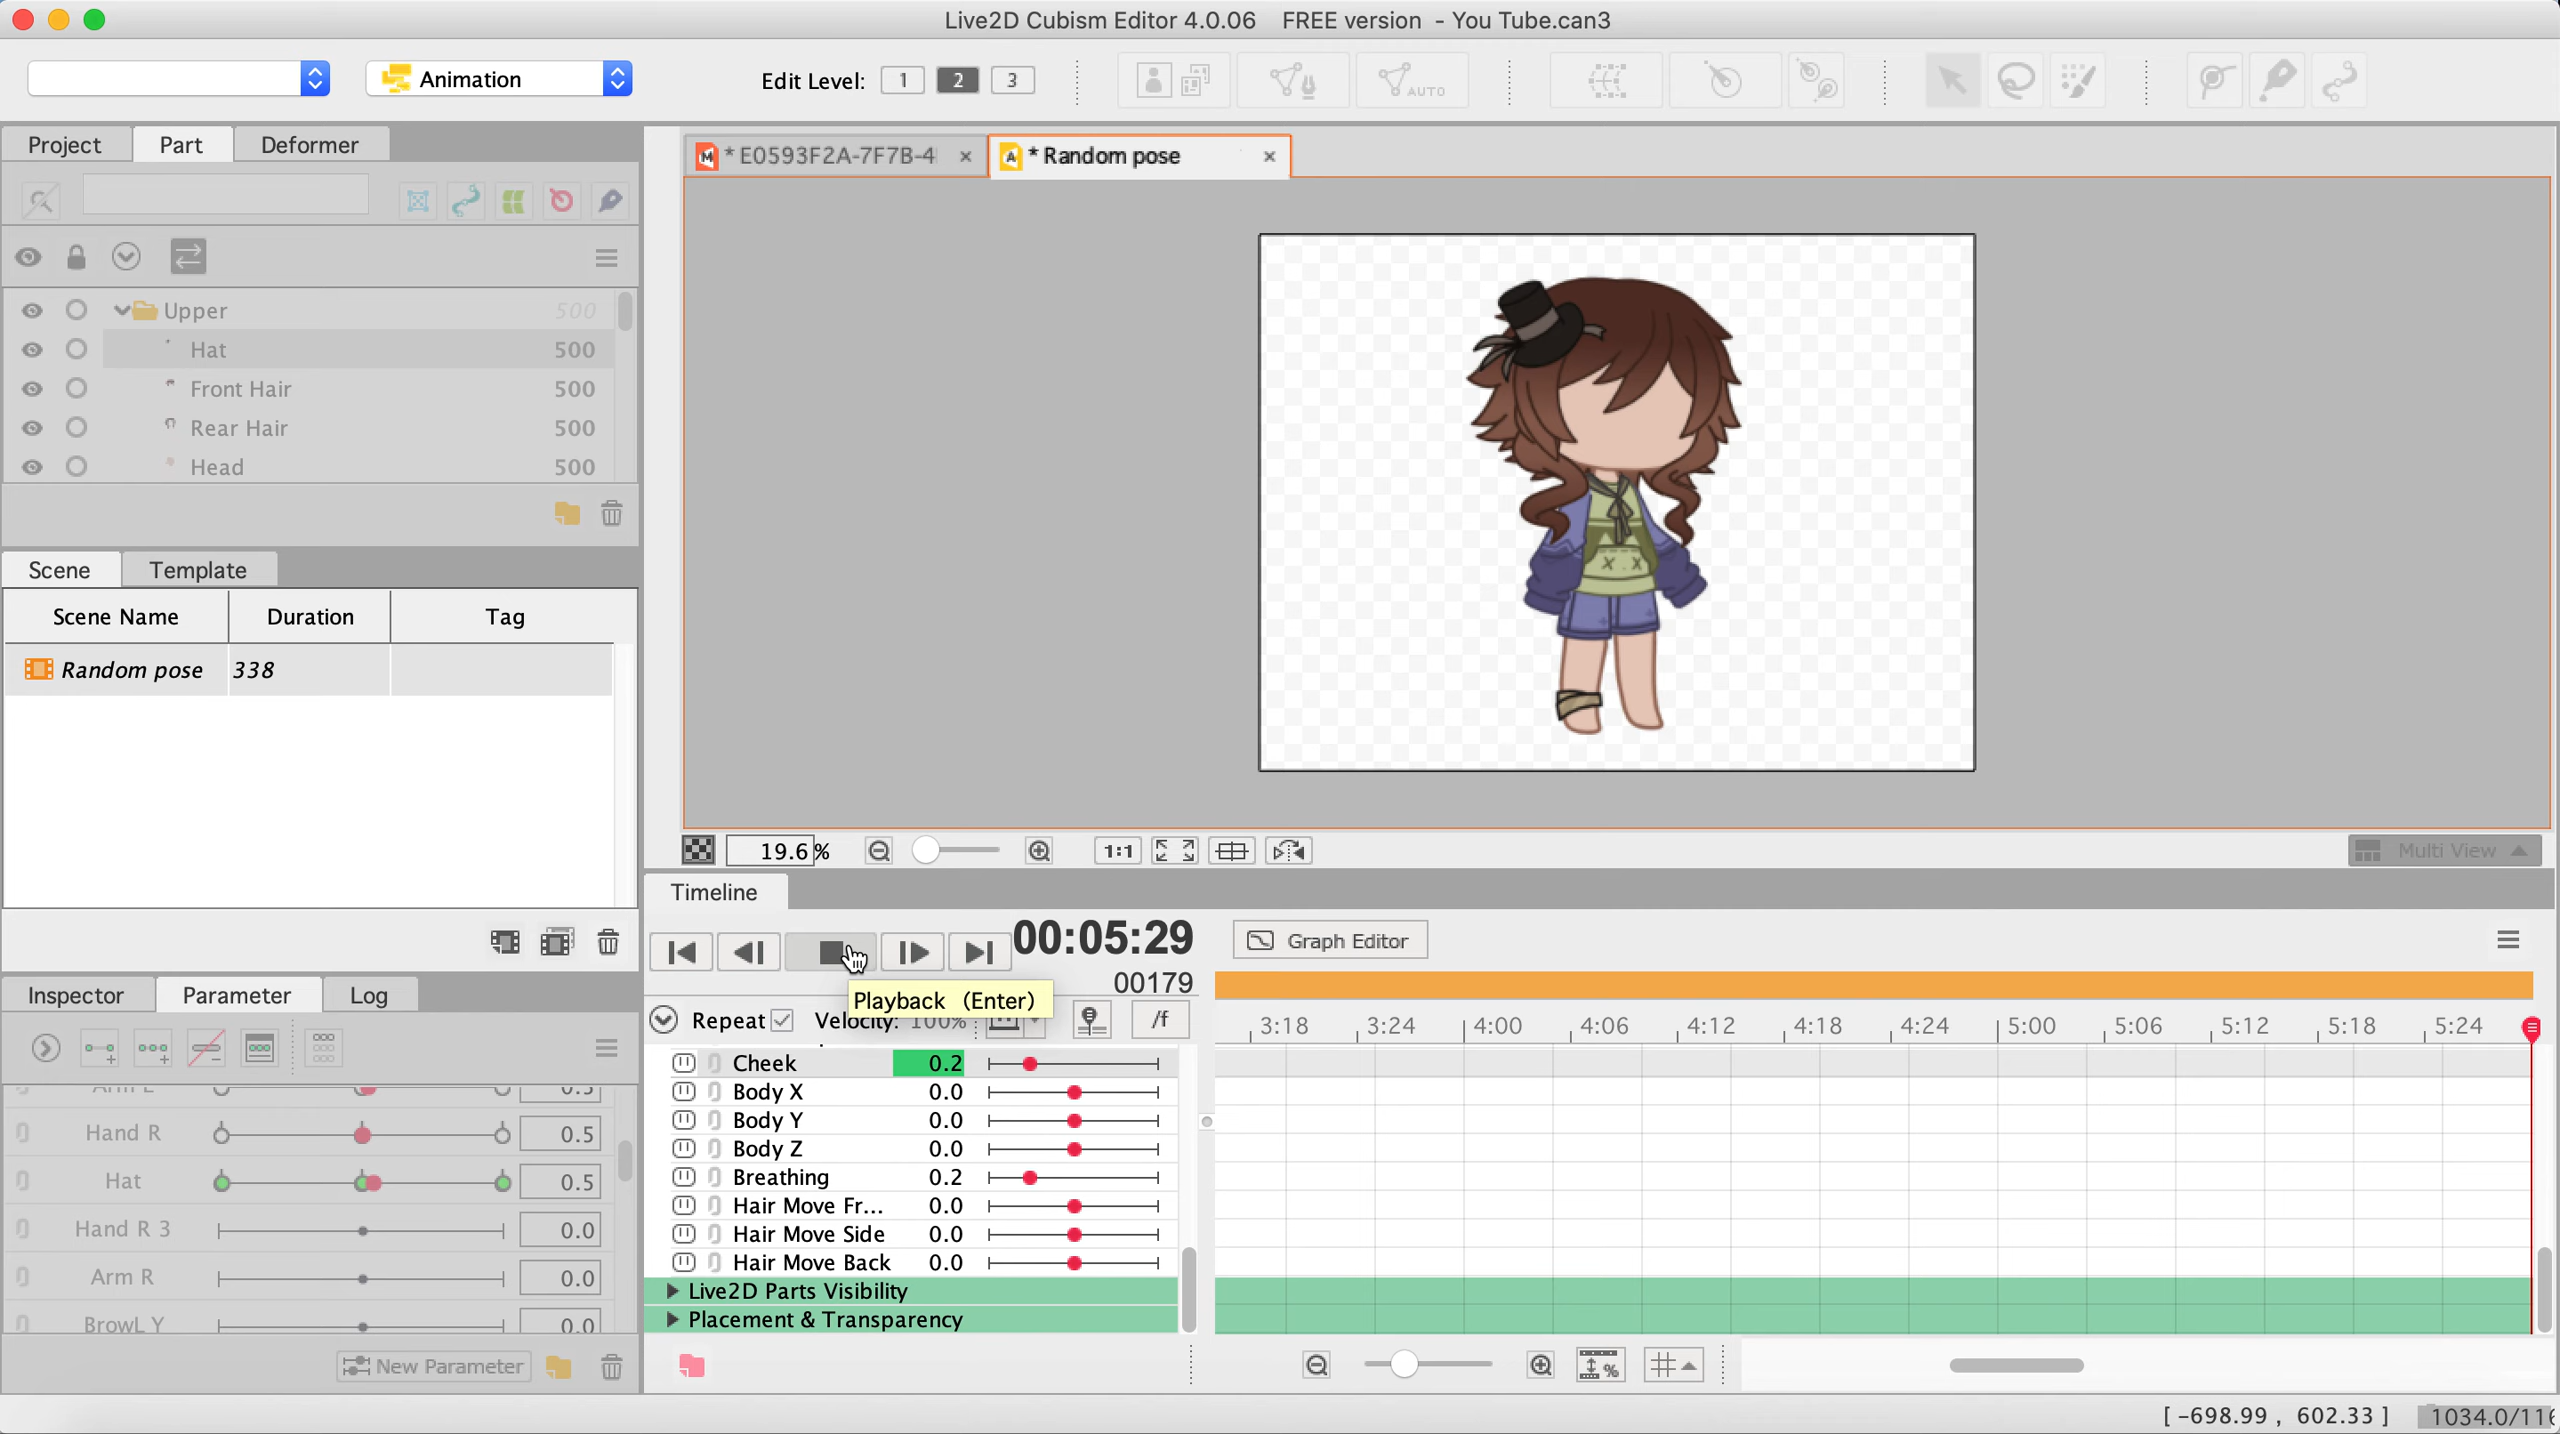 Live2D Cubism Editor 4.0.06 FREE version - You Tube.can3
Animation
Edit Level: 1 2 3
AUTO
Project Part Deformer
* E0593F2A-7F7B-4
* Random pose
Upper 500
Hat 500
Front Hair 500
Rear Hair 500
Head 500
Scene Template
Scene Name Duration Tag
Random pose 338
19.6%
1:1
Multi View
Timeline
00:05:29
Graph Editor
00179
Playback (Enter)
Repeat Velocity: 100%
/f
3:18 3:24 4:00 4:06 4:12 4:18 4:24 5:00 5:06 5:12 5:18 5:24
Inspector Parameter Log
Arm L 0.5
Hand R 0.5
Hat 0.5
Hand R 3 0.0
Arm R 0.0
BrowL Y 0.0
New Parameter
Cheek 0.2
Body X 0.0
Body Y 0.0
Body Z 0.0
Breathing 0.2
Hair Move Fr... 0.0
Hair Move Side 0.0
Hair Move Back 0.0
Live2D Parts Visibility
Placement & Transparency
%
[ -698.99 , 602.33 ]
1034.0/116